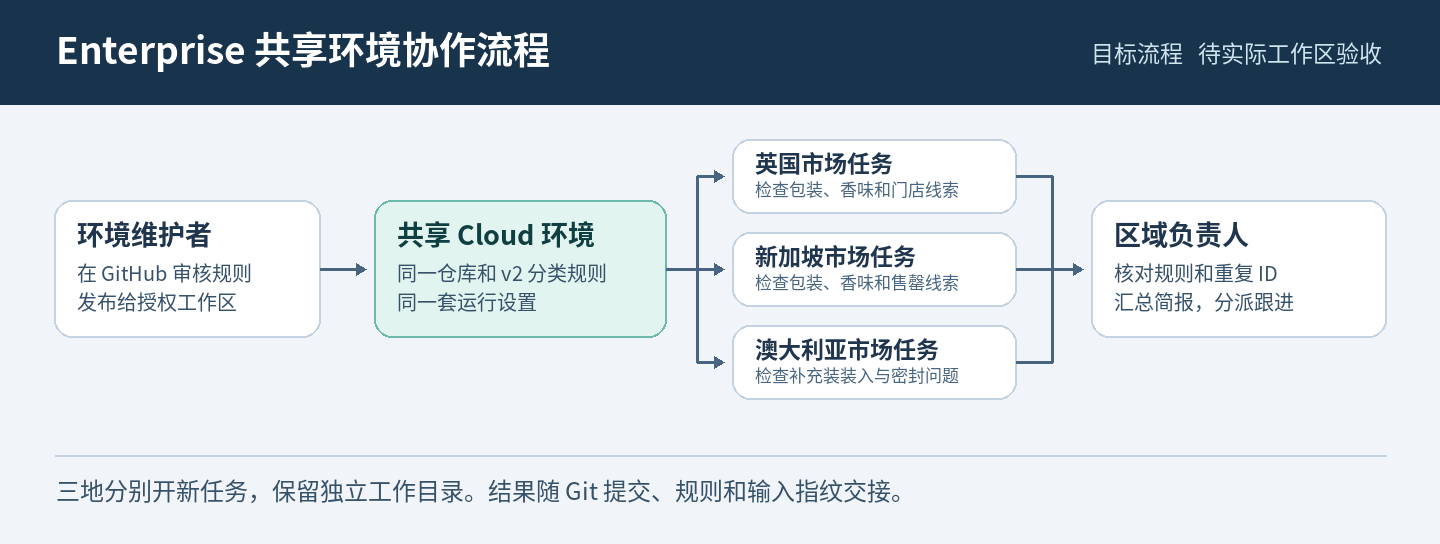 Enterprise 共享环境协作流程
目标流程 待实际工作区验收
环境维护者
在 GitHub 审核规则
发布给授权工作区
共享 Cloud 环境
同一仓库和 v2 分类规则
同一套运行设置
英国市场任务
检查包装、香味和门店线索
新加坡市场任务
检查包装、香味和售罄线索
澳大利亚市场任务
检查补充装装入与密封问题
区域负责人
核对规则和重复 ID
汇总简报，分派跟进
三地分别开新任务，保留独立工作目录。结果随 Git 提交、规则和输入指纹交接。